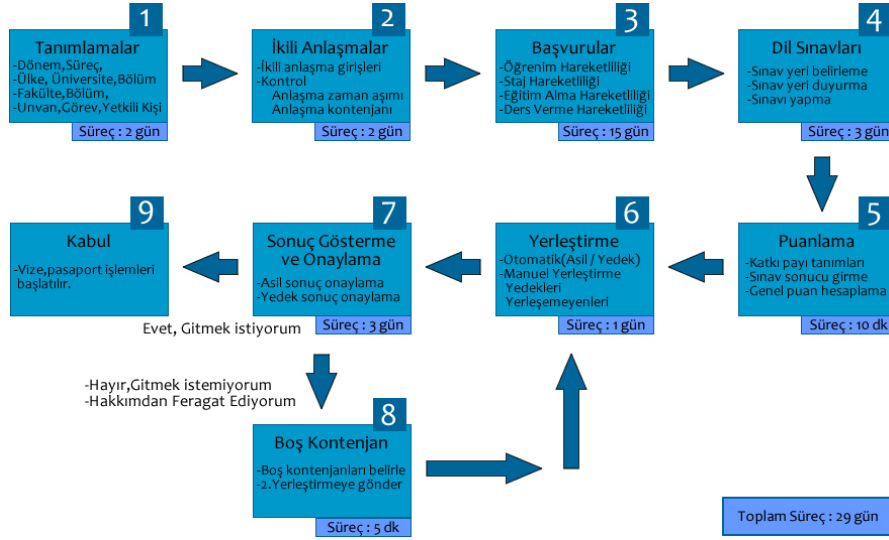 1
Tanımlamalar
-Dönem,Süreç,
-Ülke, Üniversite,Bölüm
-Fakülte,Bölüm,
-Unvan,Görev,Yetkili Kişi
Süreç : 2 gün
2
İkili Anlaşmalar
-İkili anlaşma girişleri
-Kontrol
Anlaşma zaman aşımı
Anlaşma kontenjanı
Süreç : 2 gün
3
Başvurular
-Öğrenim Hareketliliği
-Staj Hareketliliği
-Eğitim Alma Hareketliliği
-Ders Verme Hareketliliği
Süreç : 15 gün
4
Dil Sınavları
-Sınav yeri belirleme
-Sınav yeri duyurma
-Sınavı yapma
Süreç : 3 gün
5
Puanlama
-Katkı payı tanımları
-Sınav sonucu girme
-Genel puan hesaplama
Süreç : 10 dk
6
Yerleştirme
-Otomatik(Asil / Yedek)
-Manuel Yerleştirme
Yedekleri
Yerleşemeyenleri
Süreç : 1 gün
7
Sonuç Gösterme
ve Onaylama
-Asil sonuç onaylama
-Yedek sonuç onaylama
Süreç : 3 gün
9
Kabul
-Vize,pasaport işlemleri
başlatılır.
Evet, Gitmek istiyorum
-Hayır,Gitmek istemiyorum
-Hakkımdan Feragat Ediyorum
8
Boş Kontenjan
-Boş kontenjanları belirle
-2.Yerleştirmeye gönder
Süreç : 5 dk
Toplam Süreç : 29 gün